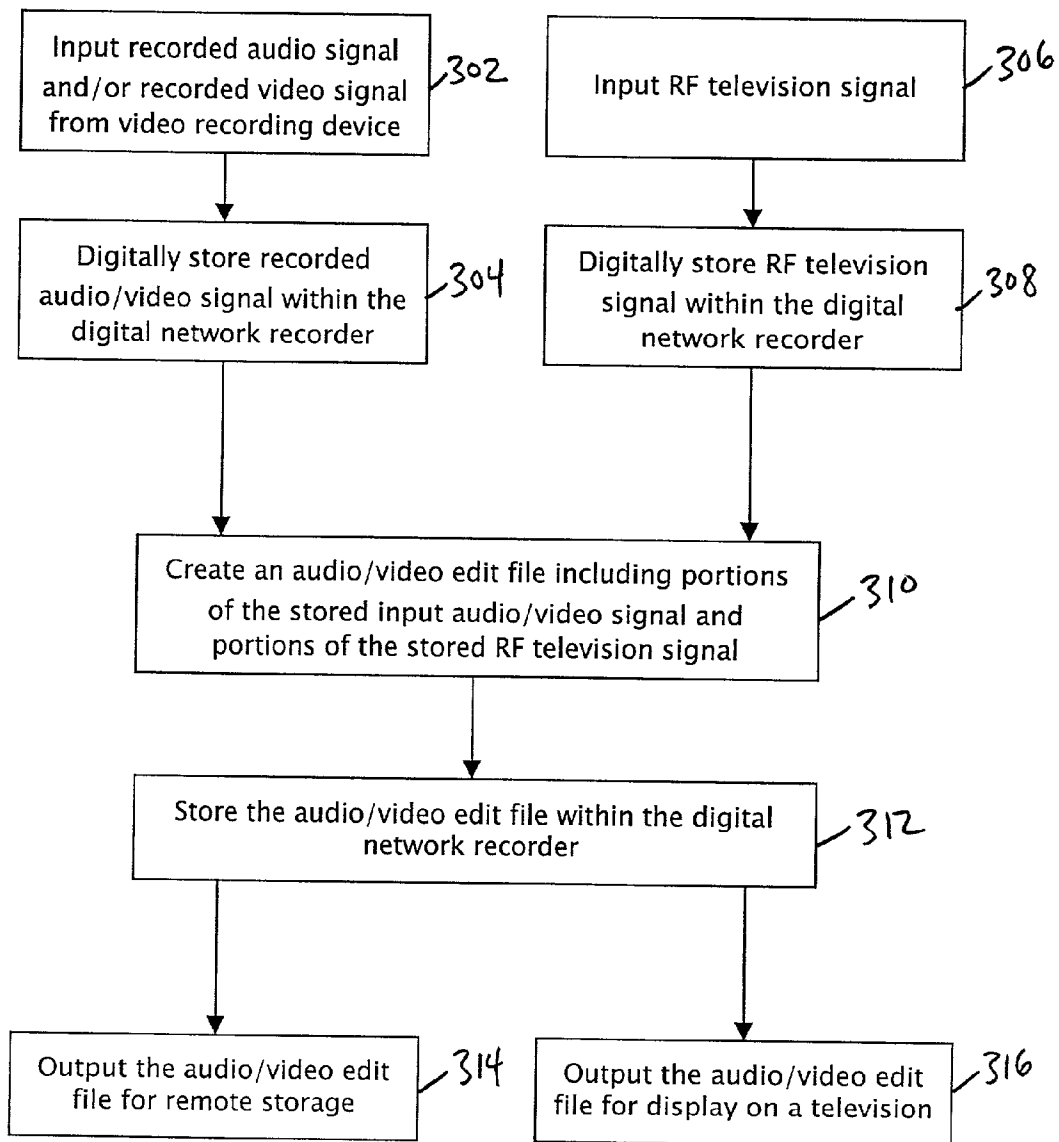 Input recorded audio signal
and/or recorded video signal
from video recording device
302
Input RF television signal
306
Digitally store recorded
audio/video signal within the
digital network recorder
304
Digitally store RF television
signal within the digital
network recorder
308
Create an audio/video edit file including portions
of the stored input audio/video signal and
portions of the stored RF television signal
310
Store the audio/video edit file within the digital
network recorder
312
Output the audio/video edit
file for remote storage
314
Output the audio/video edit
file for display on a television
316